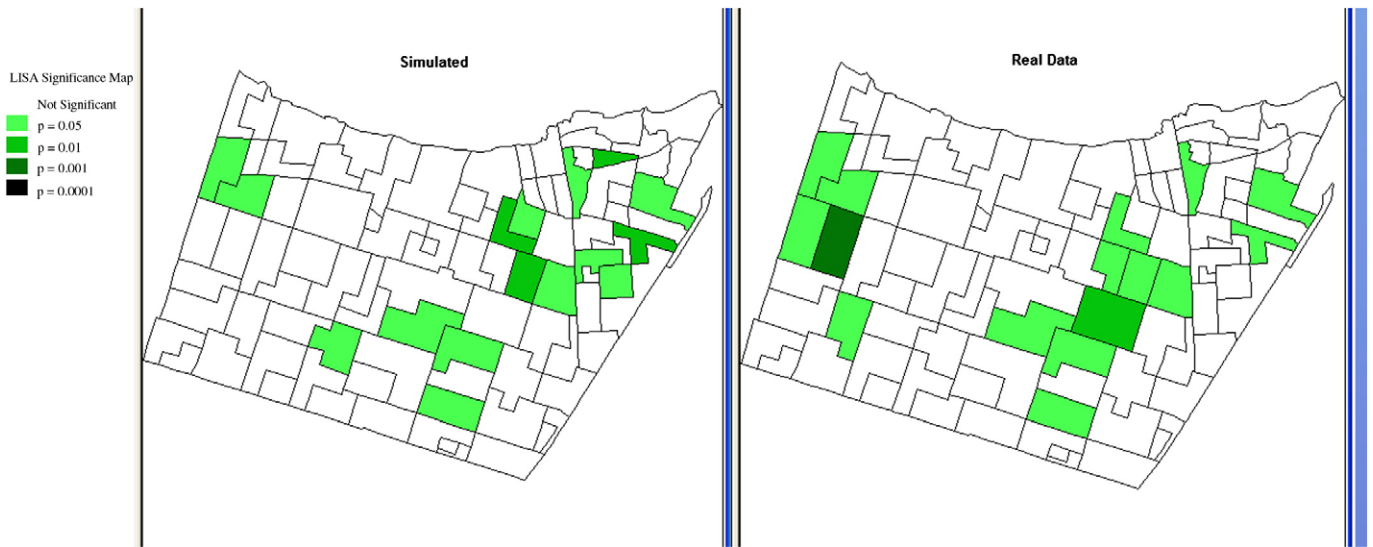 Simulated
Real Data
LISA Significance Map
Not Significant
p = 0.05
p = 0.01
p = 0.001
p = 0.0001